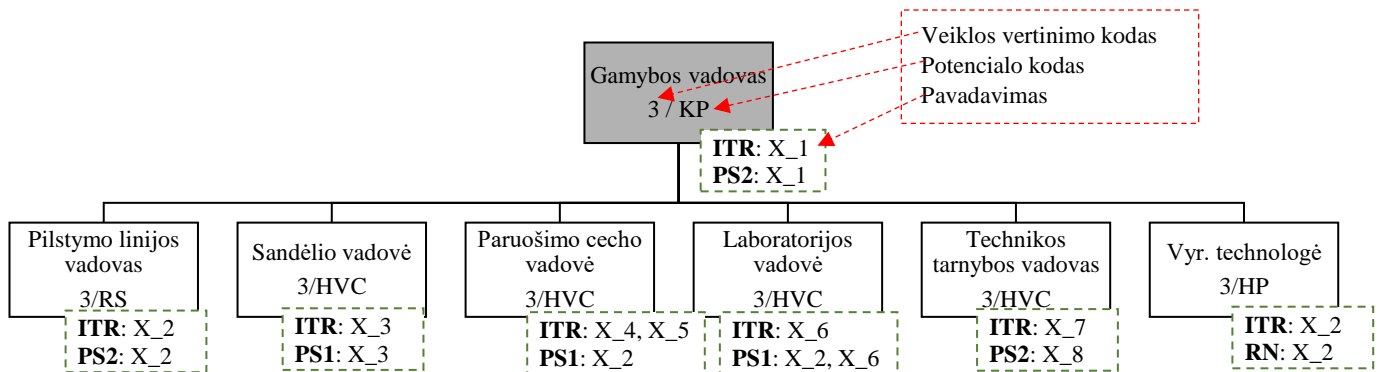 Veiklos vertinimo kodas
Potencialo kodas
Pavadavimas
Gamybos vadovas
3 / KP
ITR: X_1
PS2: X_1
Pilstymo linijos
vadovas
3/RS
ITR: X_2
PS2: X_2
Sandėlio vadovė
3/HVC
ITR: X_3
PS1: X_3
Paruošimo cecho
vadovė
3/HVC
ITR: X_4, X_5
PS1: X_2
Laboratorijos
vadovė
3/HVC
ITR: X_6
PS1: X_2, X_6
Technikos
tarnybos vadovas
3/HVC
ITR: X_7
PS2: X_8
Vyr. technologė
3/HP
ITR: X_2
RN: X_2